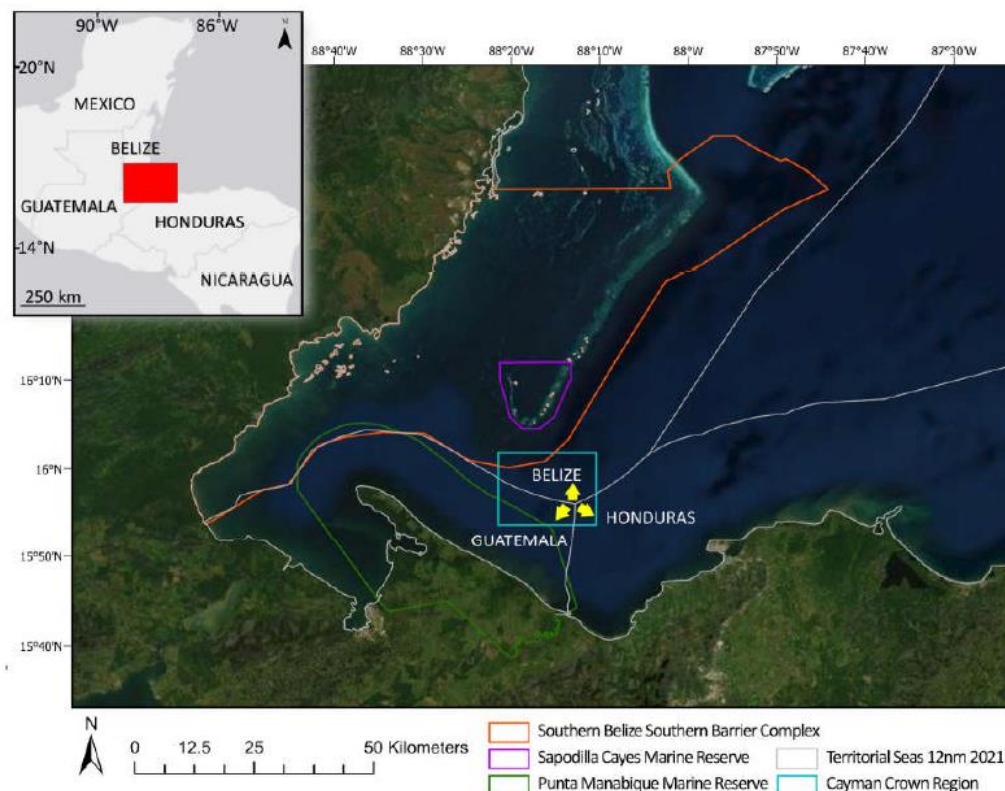 90°W 86°W
N
20°N
MEXICO
BELIZE
GUATEMALA
HONDURAS
14°N
NICARAGUA
250 km
88°40'W 88°30'W 88°20'W 88°10'W 88°W 87°50'W 87°40'W 87°30'W
15°10'N
16°N
15°50'N
15°40'N
BELIZE
HONDURAS
GUATEMALA
N
0 12.5 25 50 Kilometers
Southern Belize Southern Barrier Complex
Sapodilla Cayes Marine Reserve
Territorial Seas 12nm 2021
Punta Manabique Marine Reserve
Cayman Crown Region